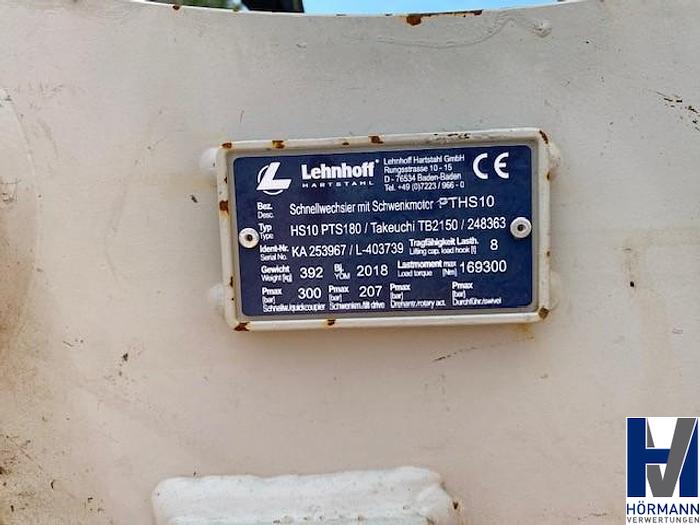 Lehnhoff®
HARTSTAHL
Lehnhoff Hartstahl GmbH
Rungsstrasse 10 - 15
D - 76534 Baden-Baden
Tel. +49 (0)7223 / 966 - 0
CE
Bez. Desc. Schnellwechsler mit Schwenkmotor PTHS10
Typ Type HS10 PTS180 / Takeuchi TB2150 / 248363
Ident-Nr. Serial No. KA 253967 / L-403739 Tragfähigkeit Lasth. Lifting cap. load hook [t] 8
Gewicht Weight [kg] 392 Bj. YOM 2018 Lastmoment max Load torque [Nm] 169300
Pmax [bar] 300 Pmax [bar] 207 Pmax [bar] Pmax [bar]
Schnellw./quickcoupler Schwenkm./tilt drive Drehantr./rotary act. Durchführ./swivel
HÖRMANN
VERWERTUNGEN